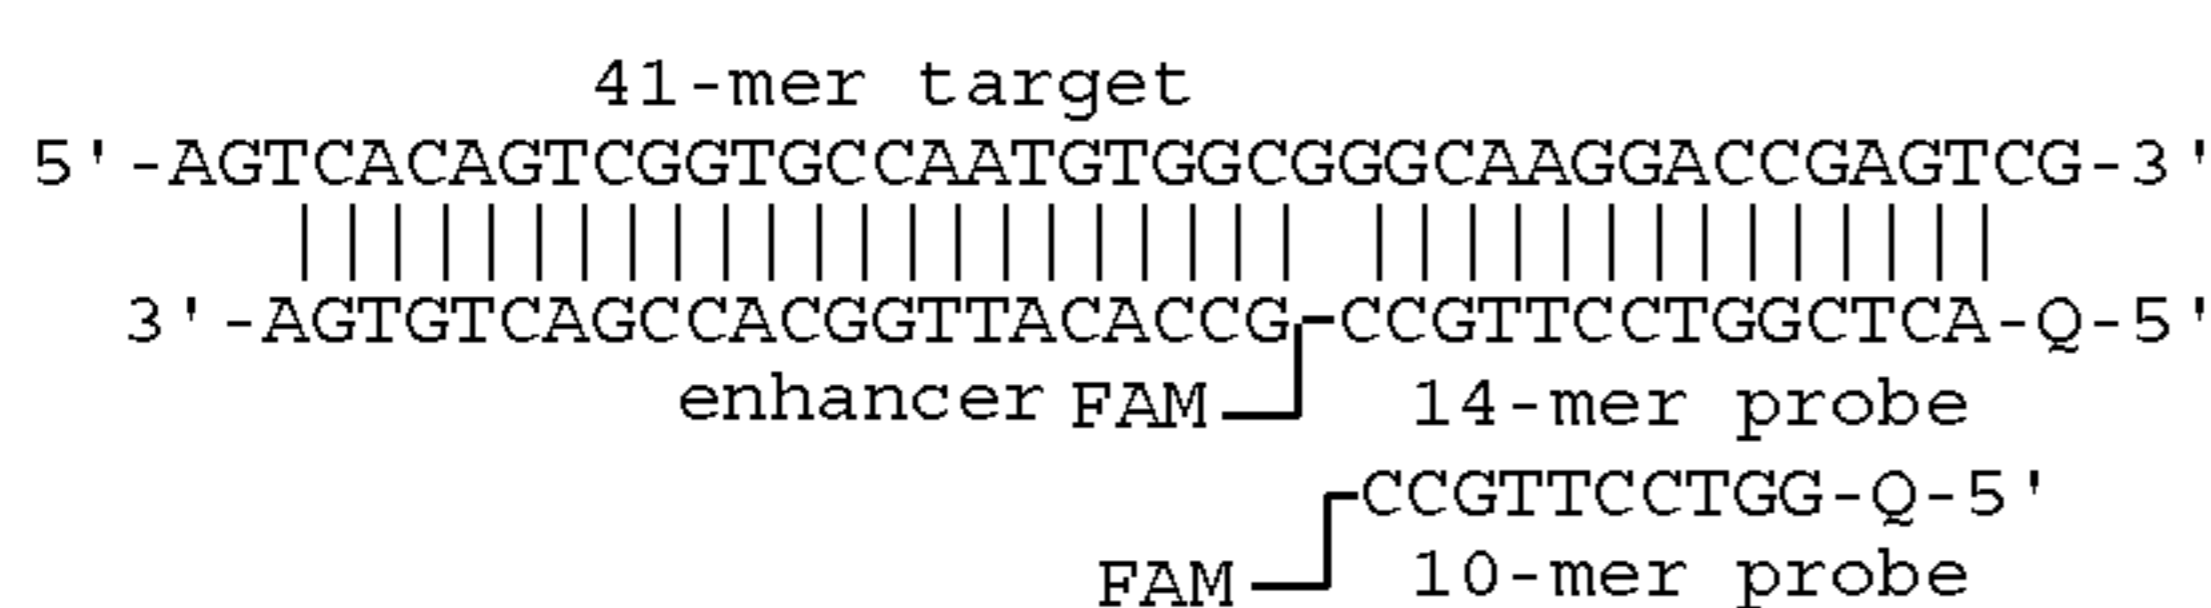 41-mer target
5'-AGTCACAGTCGGTGCCAATGTGGCGGGCAAGGACCGAGTCG-3'
3'-AGTGTCAGCCACGGTTACACCG-CCGTTCCTGGCTCA-Q-5'
enhancer FAM 14-mer probe
CCGTTCCTGG-Q-5'
FAM 10-mer probe